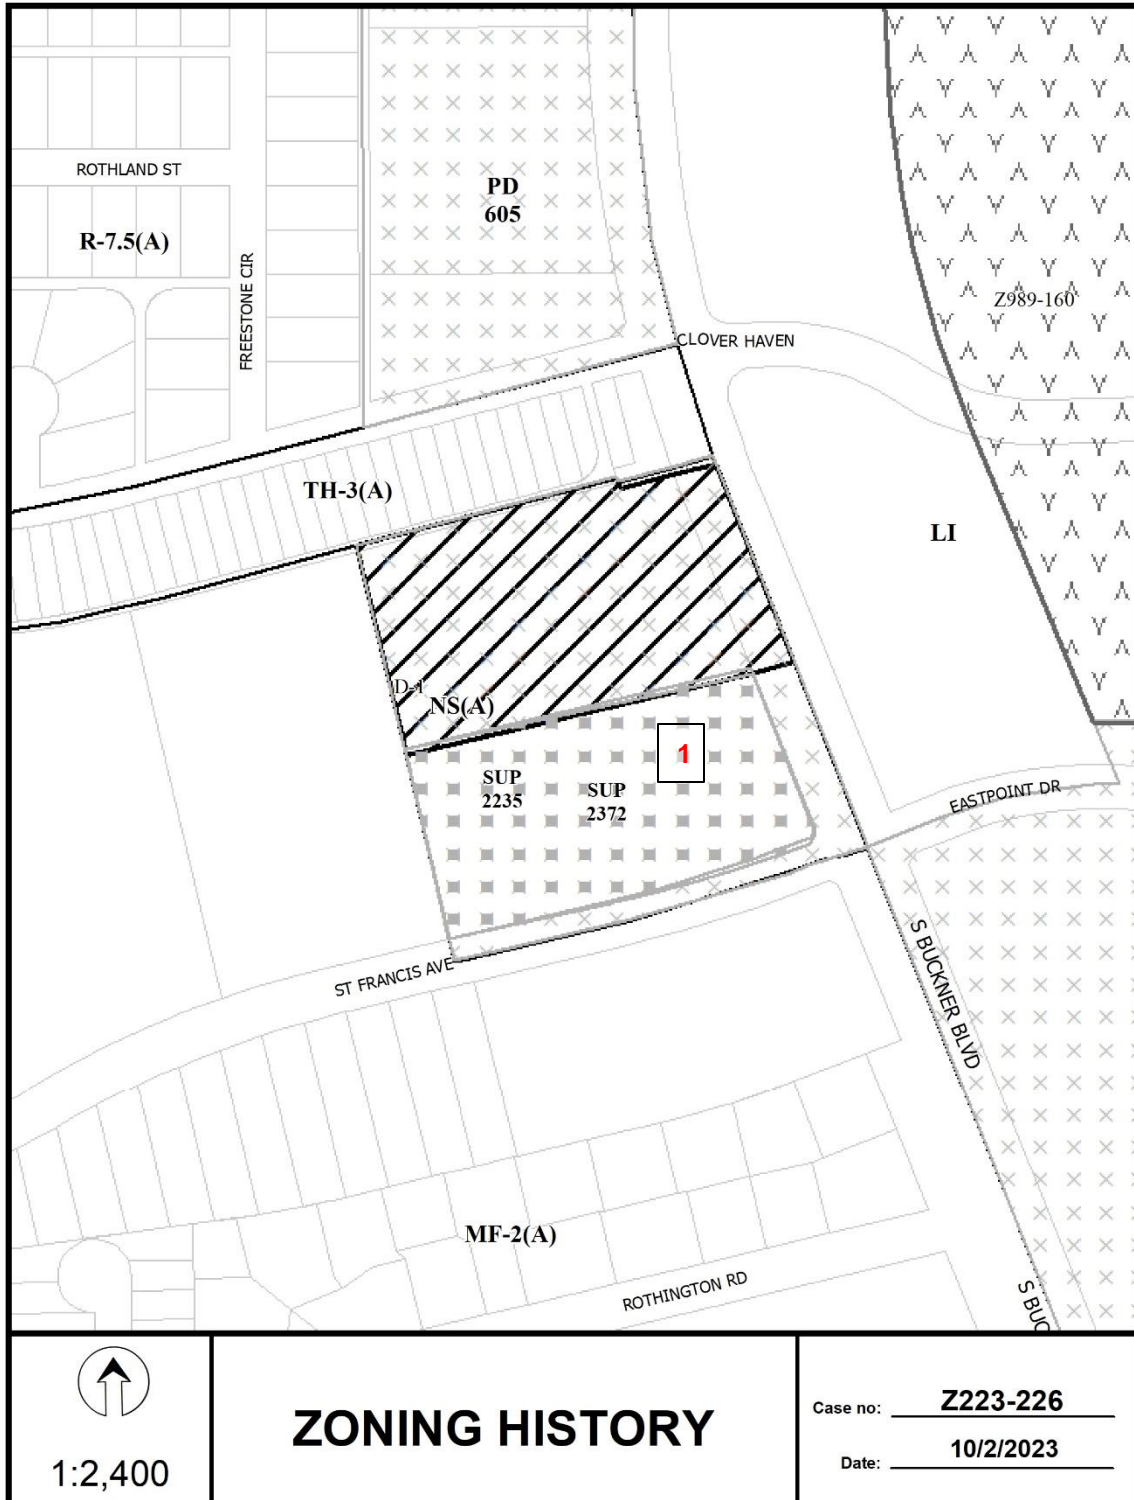 ROTHLAND ST
PD
605
R-7.5(A)
FREESTONE CIR
Z989-160
CLOVER HAVEN
TH-3(A)
LI
D-1
NS(A)
1
SUP
2235
SUP
2372
EASTPOINT DR
ST FRANCIS AVE
S BUCKNER BLVD
MF-2(A)
ROTHINGTON RD
S BUC
1:2,400
ZONING HISTORY
Case no: Z223-226
Date: 10/2/2023